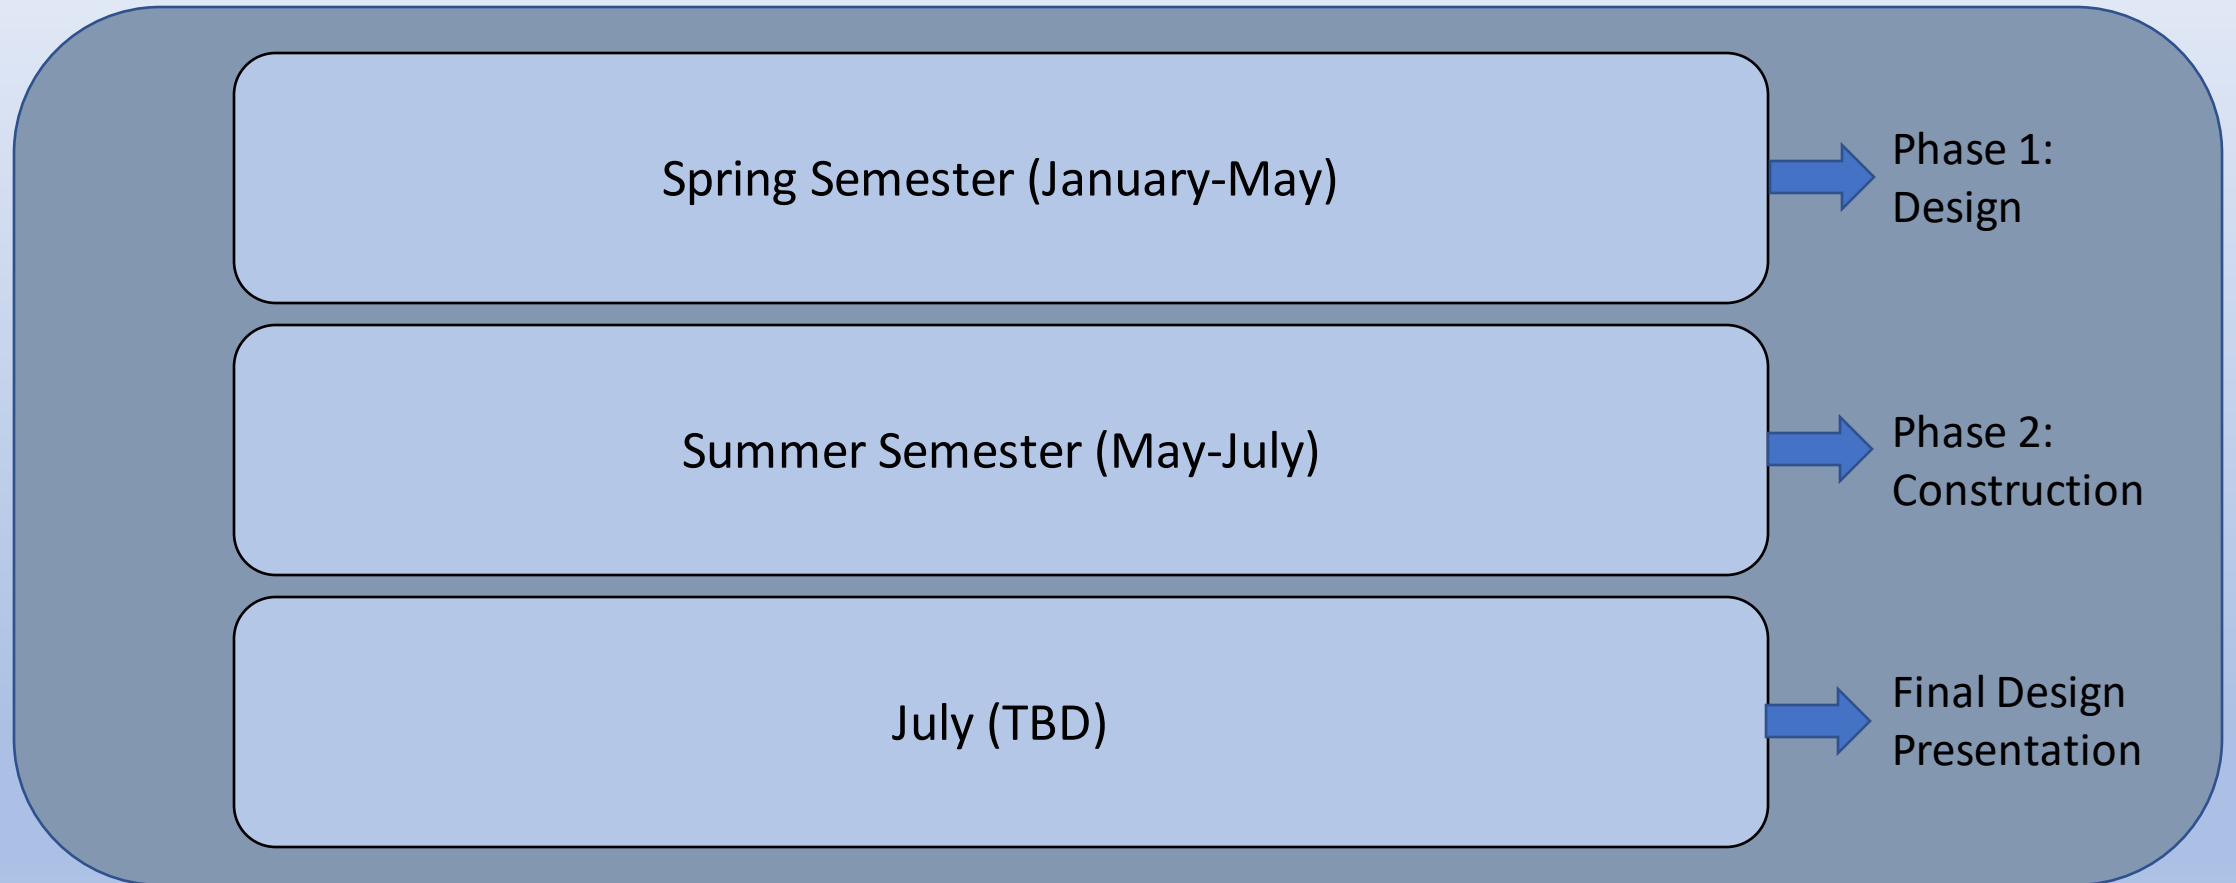 Spring Semester (January-May)
Phase 1:
Design
Summer Semester (May-July)
Phase 2:
Construction
July (TBD)
Final Design
Presentation